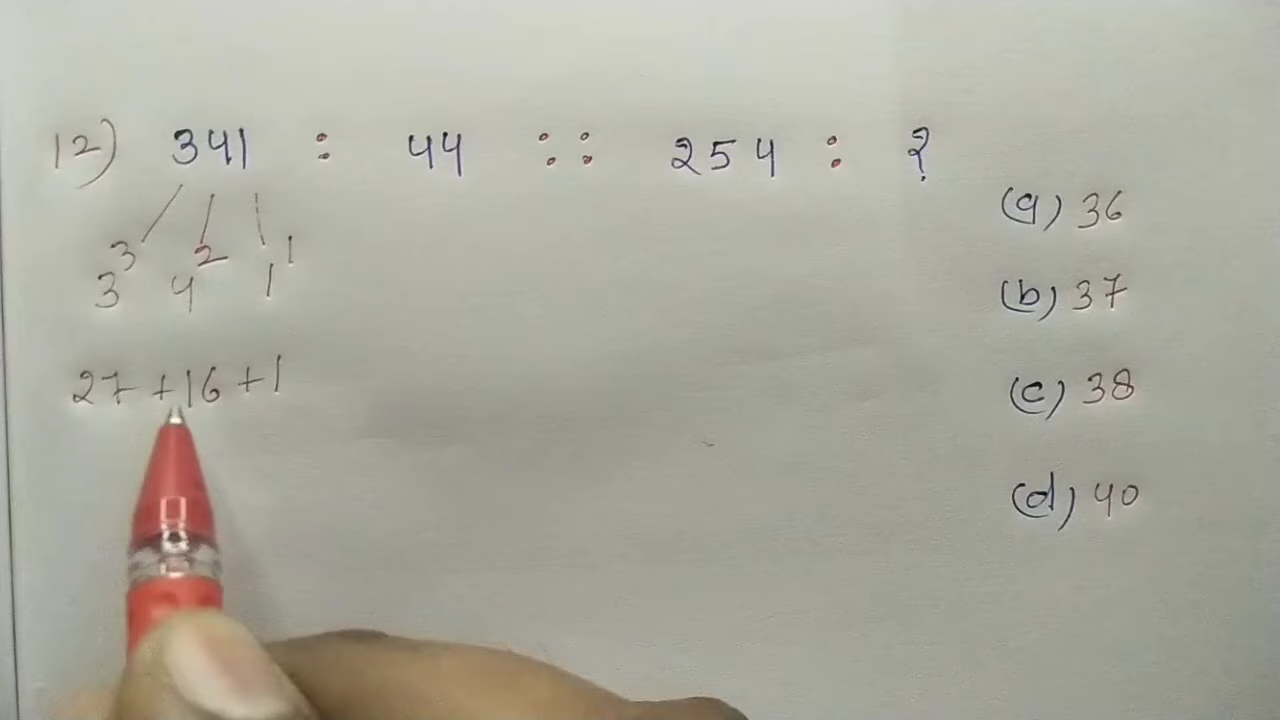 12) 341 : 44 :: 254 : ?
(a) 36
3³ 4² 1¹
(b) 37
27 + 16 + 1
(c) 38
(d) 40